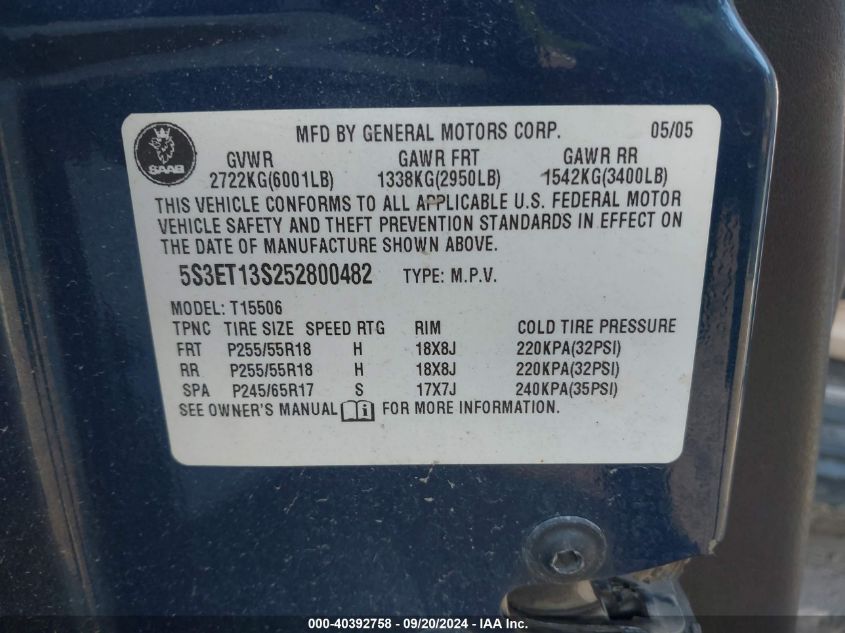 SAAB
MFD BY GENERAL MOTORS CORP. 05/05
GVWR GAWR FRT GAWR RR
2722KG(6001LB) 1338KG(2950LB) 1542KG(3400LB)
THIS VEHICLE CONFORMS TO ALL APPLICABLE U.S. FEDERAL MOTOR
VEHICLE SAFETY AND THEFT PREVENTION STANDARDS IN EFFECT ON
THE DATE OF MANUFACTURE SHOWN ABOVE.
5S3ET13S252800482 TYPE: M.P.V.
MODEL: T15506
TPNC TIRE SIZE SPEED RTG RIM COLD TIRE PRESSURE
FRT P255/55R18 H 18X8J 220KPA(32PSI)
RR P255/55R18 H 18X8J 220KPA(32PSI)
SPA P245/65R17 S 17X7J 240KPA(35PSI)
SEE OWNER'S MANUAL i FOR MORE INFORMATION.
000-40392758 - 09/20/2024 - IAA Inc.